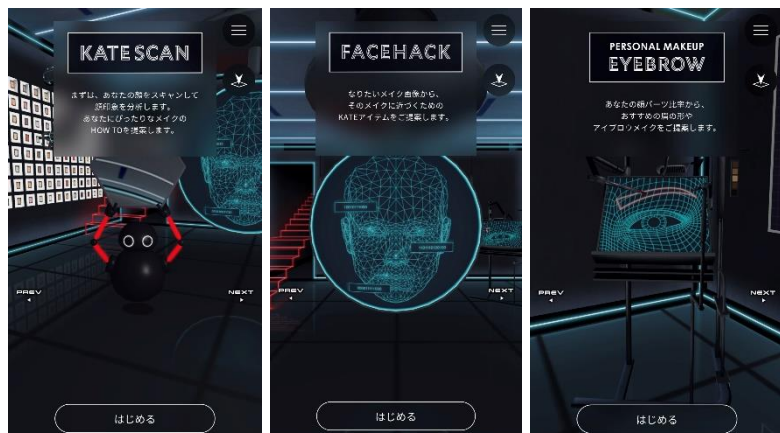 KATE SCAN
まずは、あなたの顔をスキャンして
顔印象を分析します。
あなたにぴったりなメイクの
HOW TOを提案します。
PREV
NEXT
はじめる
FACEHACK
なりたいメイク画像から、
そのメイクに近づくための
KATEアイテムをご提案します。
PREV
NEXT
はじめる
PERSONAL MAKEUP
EYEBROW
あなたの顔パーツ比率から、
おすすめの眉の形や
アイブロウメイクをご提案します。
PREV
NEXT
はじめる